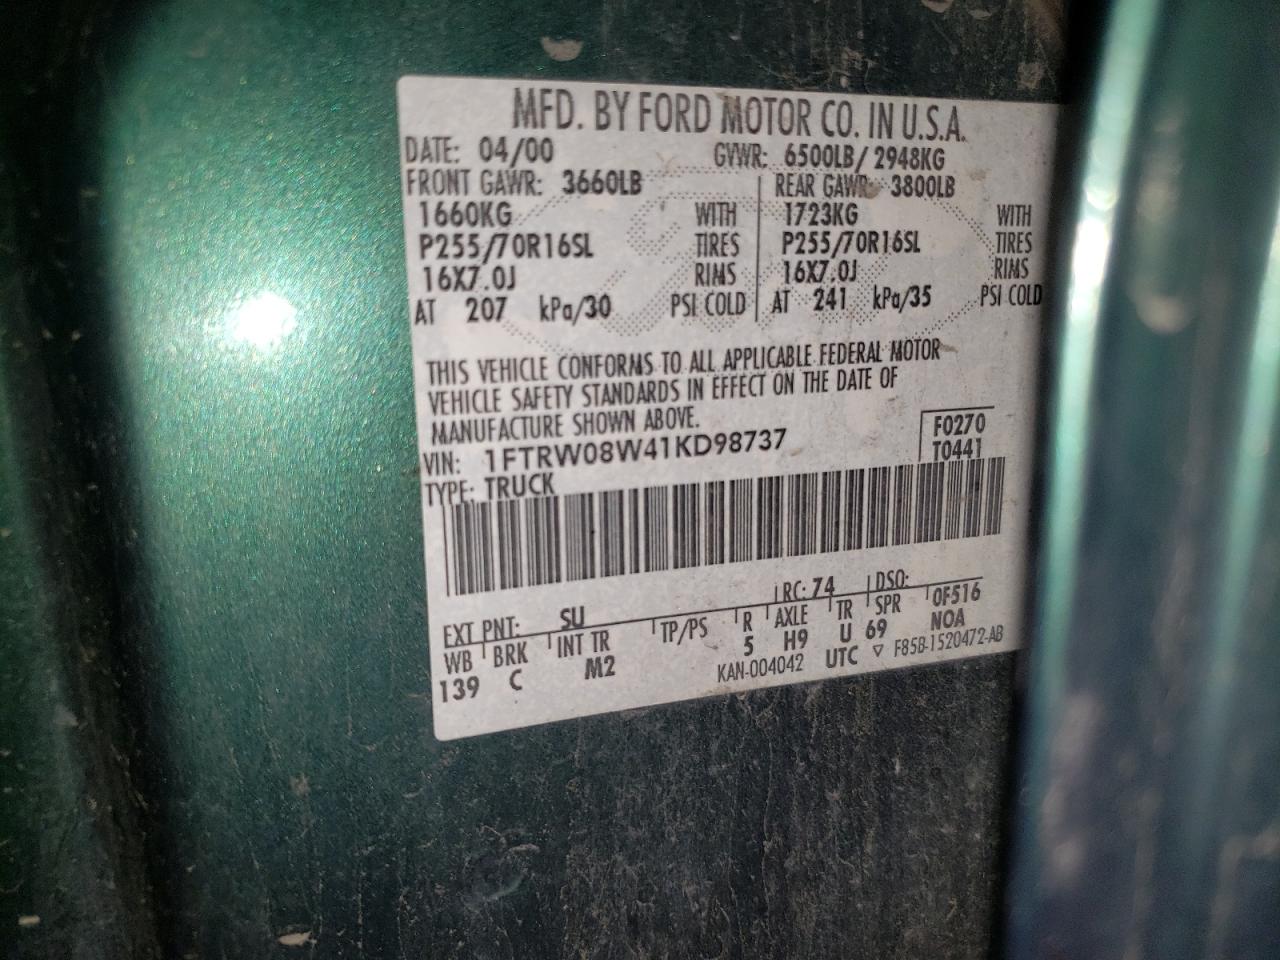 MFD. BY FORD MOTOR CO. IN U.S.A.
DATE: 04/00 GVWR: 6500LB/ 2948KG
FRONT GAWR: 3660LB REAR GAWR: 3800LB
1660KG WITH 1723KG WITH
P255/70R16SL TIRES P255/70R16SL TIRES
16X7.0J RIMS 16X7.0J RIMS
AT 207 kPa/30 PSI COLD AT 241 kPa/35 PSI COLD
THIS VEHICLE CONFORMS TO ALL APPLICABLE FEDERAL MOTOR
VEHICLE SAFETY STANDARDS IN EFFECT ON THE DATE OF
MANUFACTURE SHOWN ABOVE.
VIN: 1FTRW08W41KD98737 F0270
TYPE: TRUCK T0441
EXT PNT: SU RC: 74 DSO:
WB BRK INT TR TP/PS R AXLE TR SPR 0F516
139 C M2 5 H9 U 69 NOA
KAN-004042 UTC ▽ F85B-1520472-AB